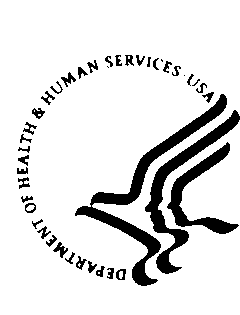 DEPARTMENT OF HEALTH & HUMAN SERVICES · USA